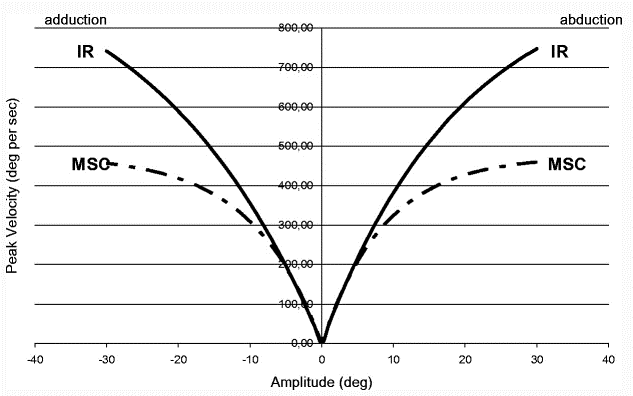 adduction 800,00 abduction
IR 700,00 IR
600,00
500,00
MSC MSC
400,00
300,00
200,00
100,00
0,00
-40 -30 -20 -10 0 10 20 30 40
Amplitude (deg)
Peak Velocity (deg per sec)